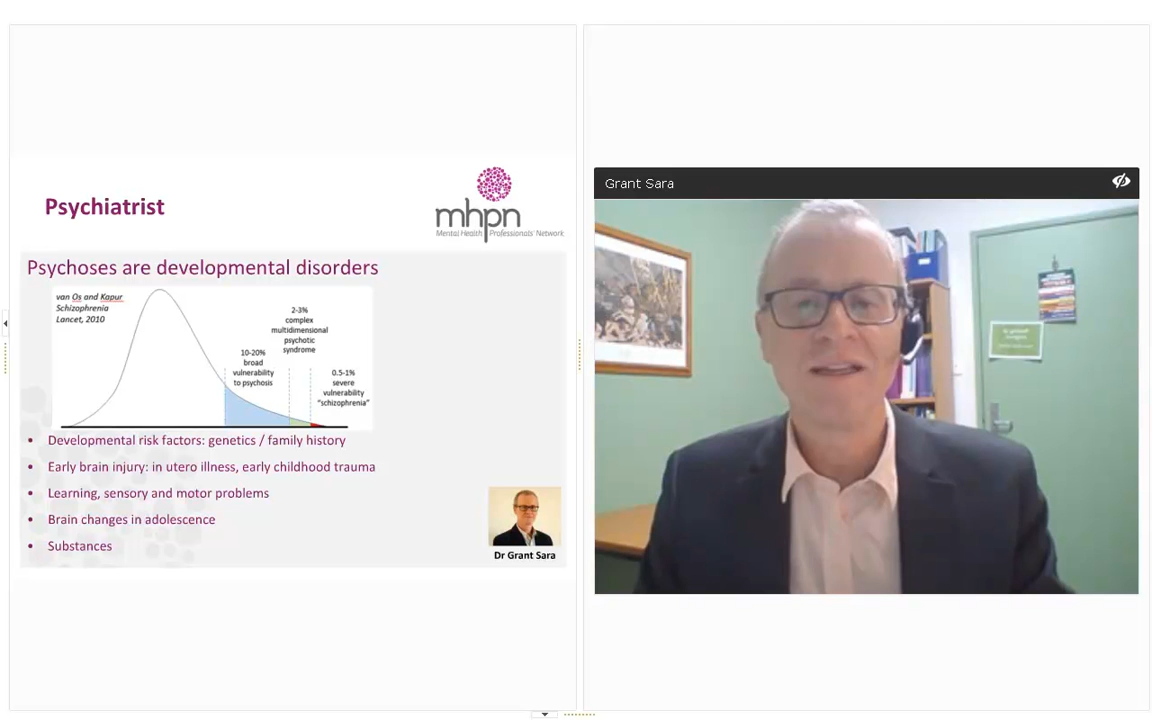 Psychiatrist
mhpn
Mental Health Professionals' Network
Psychoses are developmental disorders
van Os and Kapur
Schizophrenia
Lancet, 2010
10-20%
broad
vulnerability
to psychosis
2-3%
complex
multidimensional
psychotic
syndrome
0.5-1%
severe
vulnerability
"schizophrenia"
• Developmental risk factors: genetics / family history
• Early brain injury: in utero illness, early childhood trauma
• Learning, sensory and motor problems
• Brain changes in adolescence
• Substances
Dr Grant Sara
Grant Sara